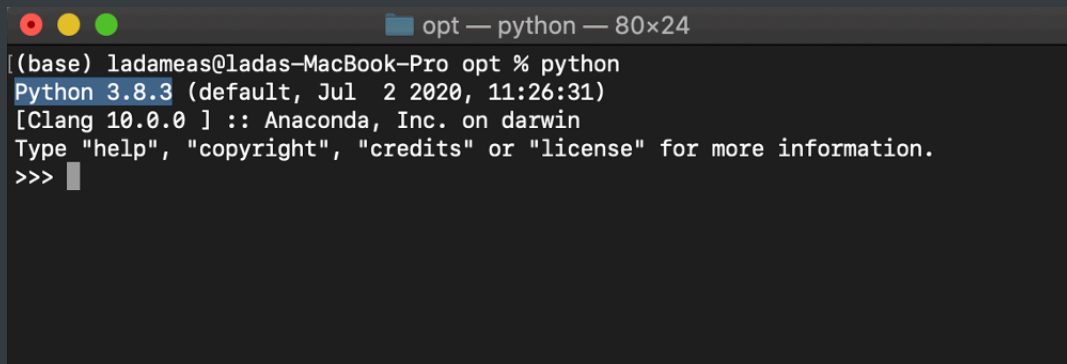 opt — python — 80×24
[(base) ladameas@ladas-MacBook-Pro opt % python
Python 3.8.3 (default, Jul  2 2020, 11:26:31)
[Clang 10.0.0 ] :: Anaconda, Inc. on darwin
Type "help", "copyright", "credits" or "license" for more information.
>>>